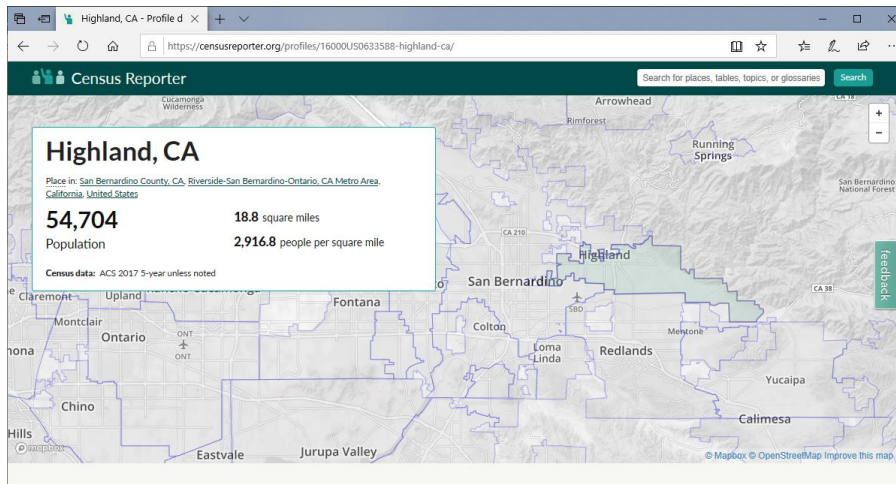 Highland, CA - Profile d
https://censusreporter.org/profiles/16000US0633588-highland-ca/
Census Reporter
Search for places, tables, topics, or glossaries
Search
Cucamonga
Wilderness
Arrowhead
CA 18
Rimforest
+
−
Running
Springs
San Bernardino
National Forest
Highland, CA
Place in: San Bernardino County, CA, Riverside-San Bernardino-Ontario, CA Metro Area,
California, United States
54,704
Population
18.8 square miles
2,916.8 people per square mile
Census data: ACS 2017 5-year unless noted
CA 210
Highland
feedback
San Bernardino
SBD
CA 38
Claremont
Upland
Fontana
Montclair
Ontario
ONT
ONT
Colton
Mentone
Loma
Linda
Redlands
Yucaipa
Chino
Calimesa
Hills
mapbox
Eastvale
Jurupa Valley
© Mapbox © OpenStreetMap Improve this map